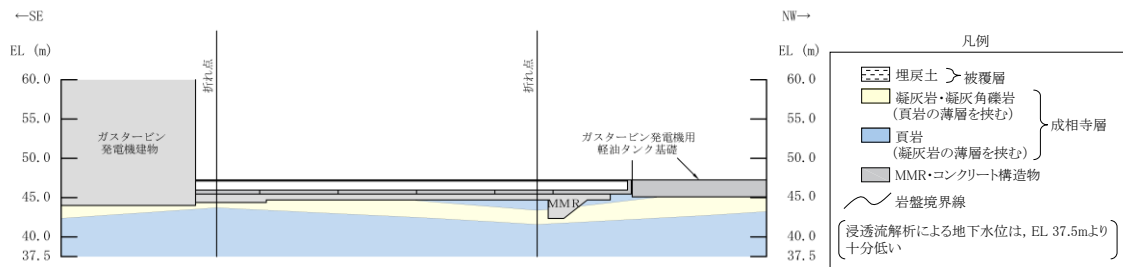 ←SE
NW→
EL (m)
60.0
55.0
50.0
45.0
40.0
37.5
折れ点
折れ点
ガスタービン
発電機建物
ガスタービン発電機用
軽油タンク基礎
MMR
EL (m)
60.0
55.0
50.0
45.0
40.0
37.5
凡例
埋戻土
被覆層
凝灰岩・凝灰角礫岩
(頁岩の薄層を挟む)
成相寺層
頁岩
(凝灰岩の薄層を挟む)
MMR・コンクリート構造物
岩盤境界線
浸透流解析による地下水位は，EL 37.5mより
十分低い